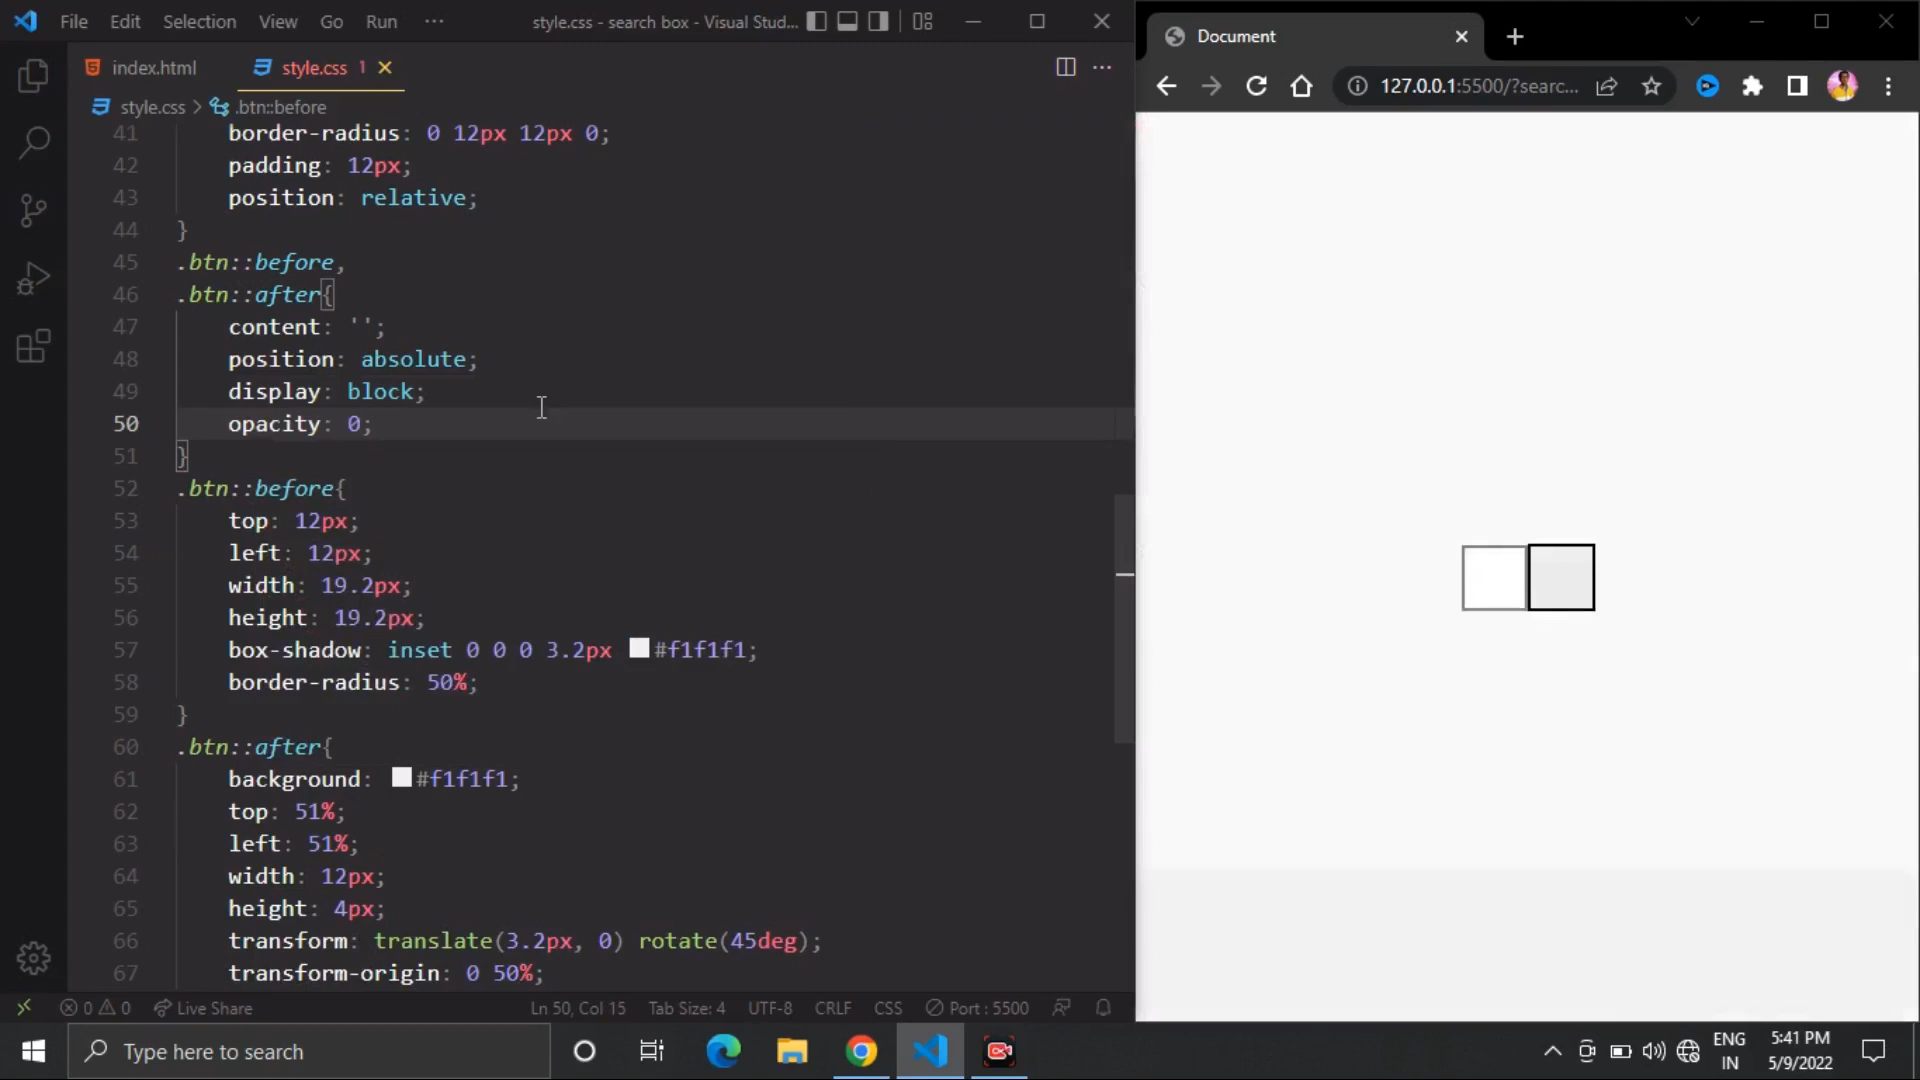 File Edit Selection View Go Run ··· style.css - search box - Visual Stud...
index.html style.css 1
style.css > .btn::before
41 border-radius: 0 12px 12px 0;
42 padding: 12px;
43 position: relative;
44 }
45 .btn::before,
46 .btn::after{
47 content: '';
48 position: absolute;
49 display: block;
50 opacity: 0;
51 }
52 .btn::before{
53 top: 12px;
54 left: 12px;
55 width: 19.2px;
56 height: 19.2px;
57 box-shadow: inset 0 0 0 3.2px #f1f1f1;
58 border-radius: 50%;
59 }
60 .btn::after{
61 background: #f1f1f1;
62 top: 51%;
63 left: 51%;
64 width: 12px;
65 height: 4px;
66 transform: translate(3.2px, 0) rotate(45deg);
67 transform-origin: 0 50%;
0 0 Live Share Ln 50, Col 15 Tab Size: 4 UTF-8 CRLF CSS Port : 5500
Document
127.0.0.1:5500/?searc...
Type here to search
ENG
IN
5:41 PM
5/9/2022